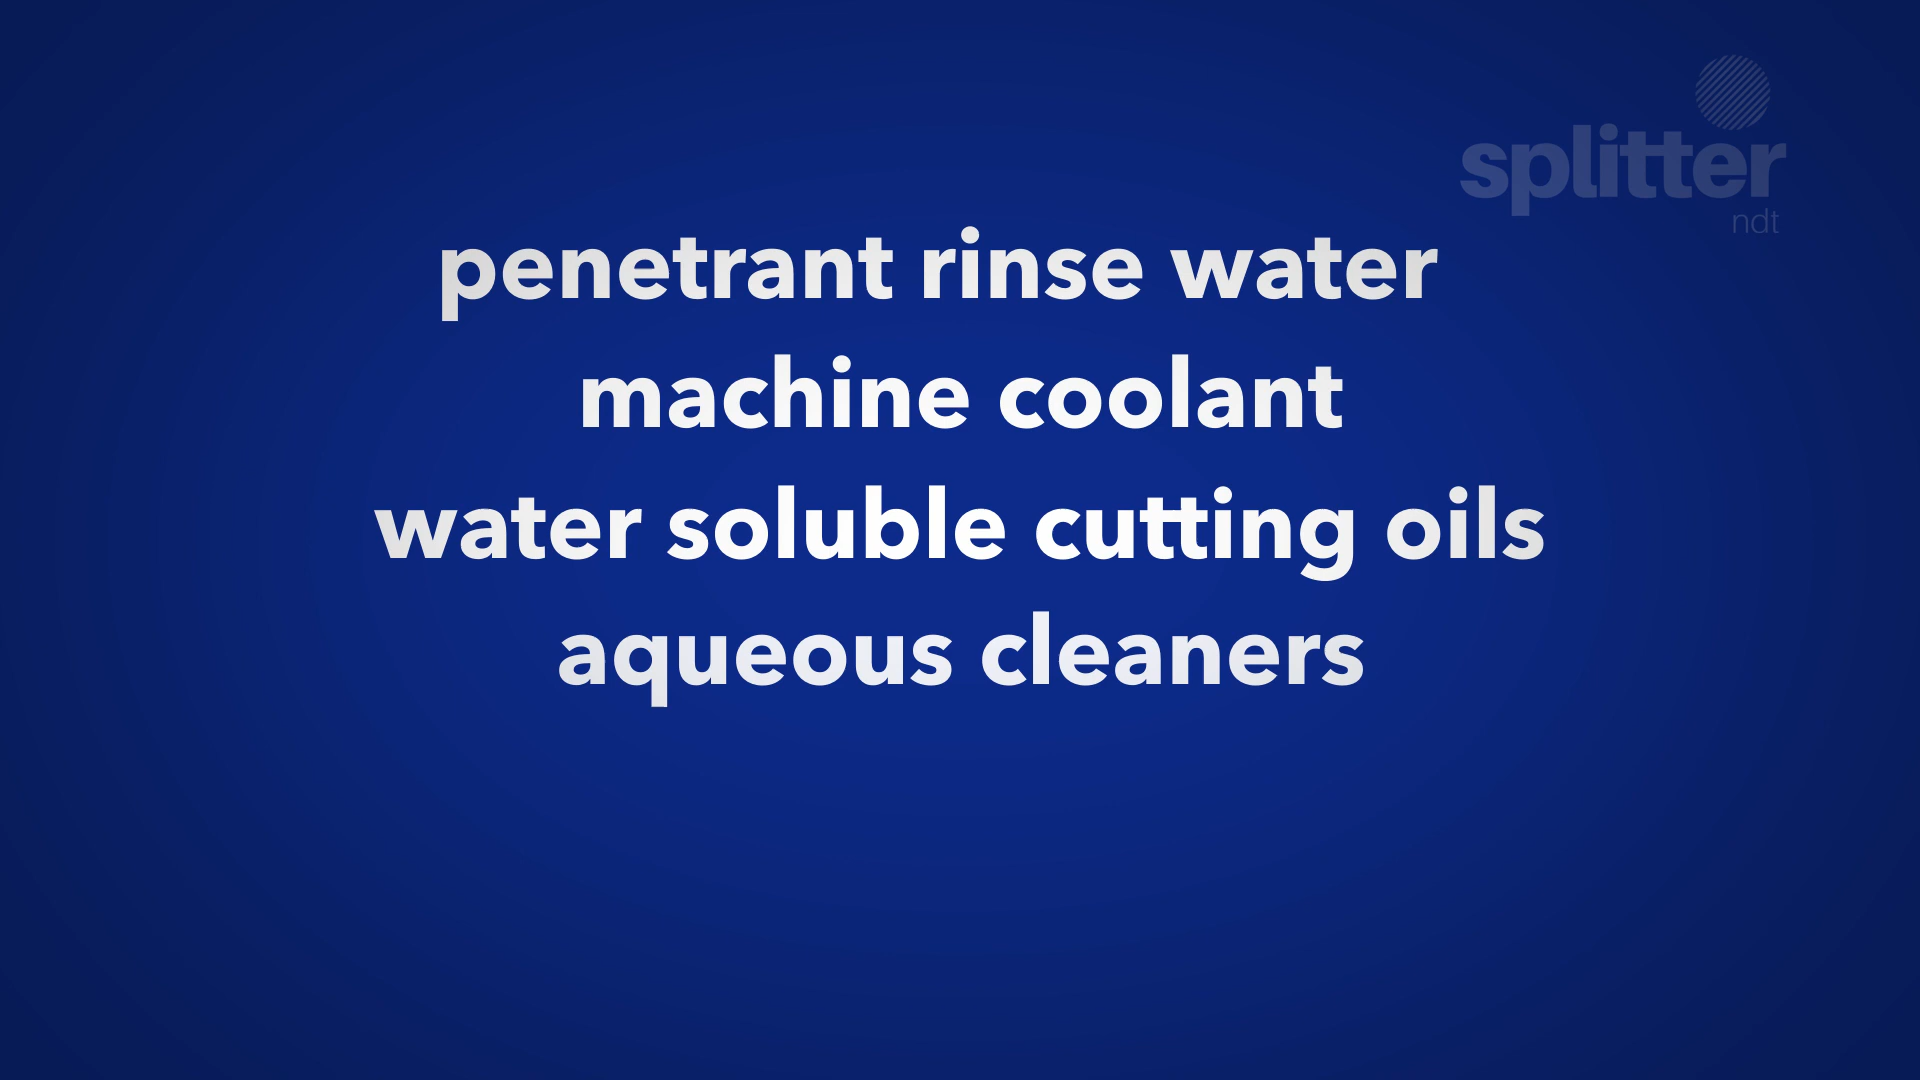 splitter
ndt
penetrant rinse water
machine coolant
water soluble cutting oils
aqueous cleaners